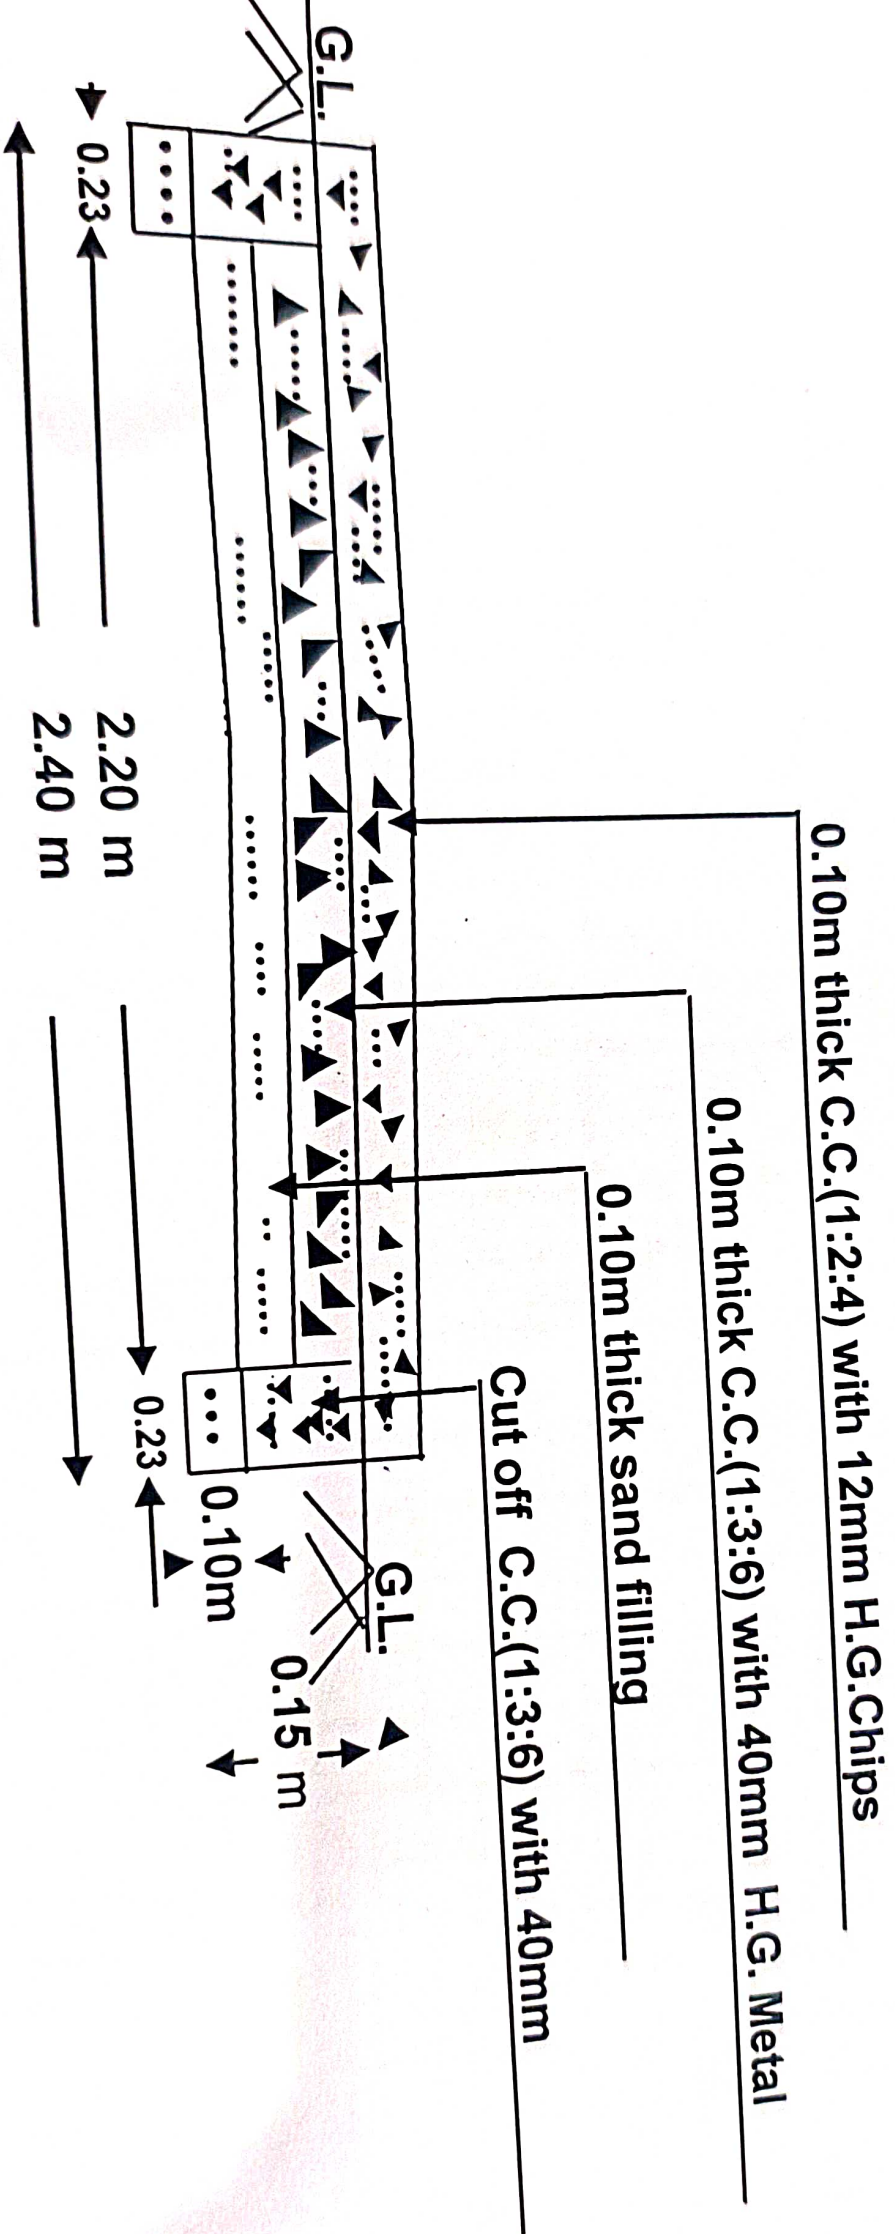 0.10m thick C.C.(1:2:4) with 12mm H.G.Chips
0.10m thick C.C.(1:3:6) with 40mm H.G. Metal
0.10m thick sand filling
Cut off C.C.(1:3:6) with 40mm
G.L.
G.L.
0.15 m
0.10m
0.23
0.23
2.20 m
2.40 m